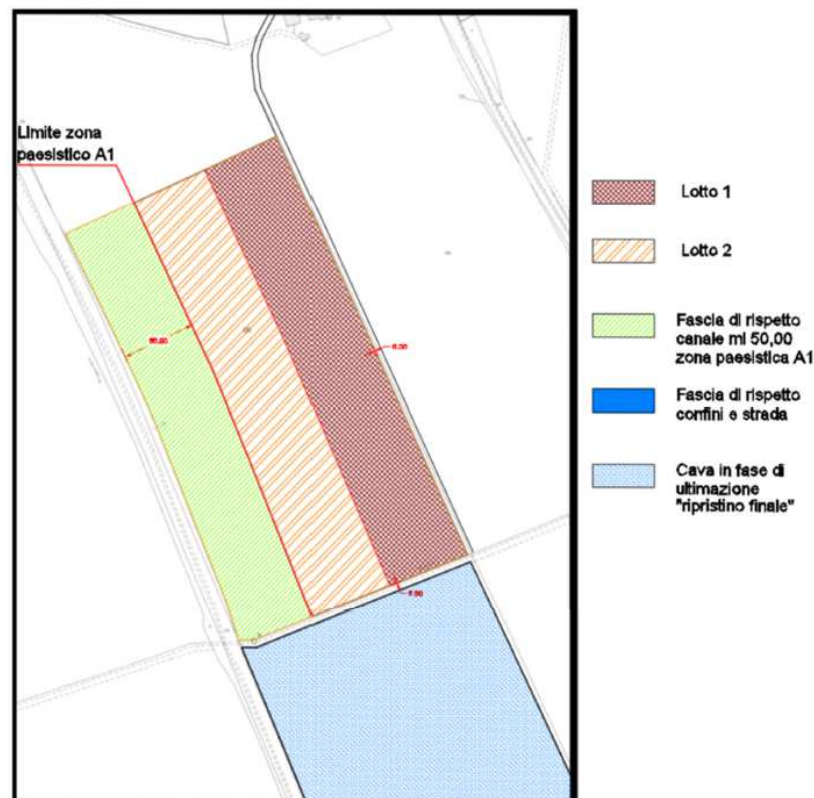 Limite zona
paesistico A1
Lotto 1
Lotto 2
Fascia di rispetto
canale ml 50,00
zona paesistica A1
Fascia di rispetto
confini e strada
Cava in fase di
ultimazione
"ripristino finale"